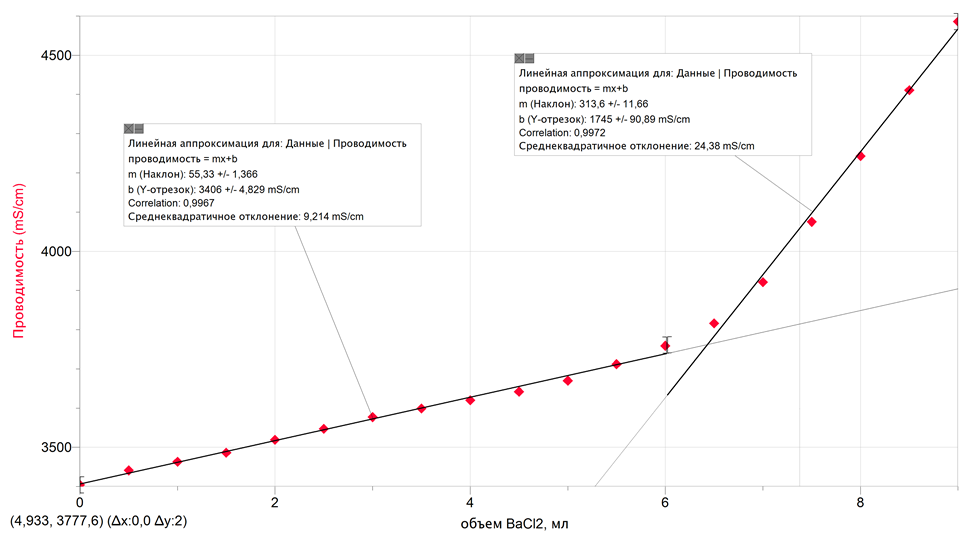 Проводимость (mS/cm)
4500
4000
3500
Линейная аппроксимация для: Данные | Проводимость
проводимость = mx+b
m (Наклон): 55,33 +/- 1,366
b (Y-отрезок): 3406 +/- 4,829 mS/cm
Correlation: 0,9967
Среднеквадратичное отклонение: 9,214 mS/cm
Линейная аппроксимация для: Данные | Проводимость
проводимость = mx+b
m (Наклон): 313,6 +/- 11,66
b (Y-отрезок): 1745 +/- 90,89 mS/cm
Correlation: 0,9972
Среднеквадратичное отклонение: 24,38 mS/cm
0
2
4
6
8
(4,933, 3777,6) (Δx:0,0 Δy:2)
объем BaCl2, мл